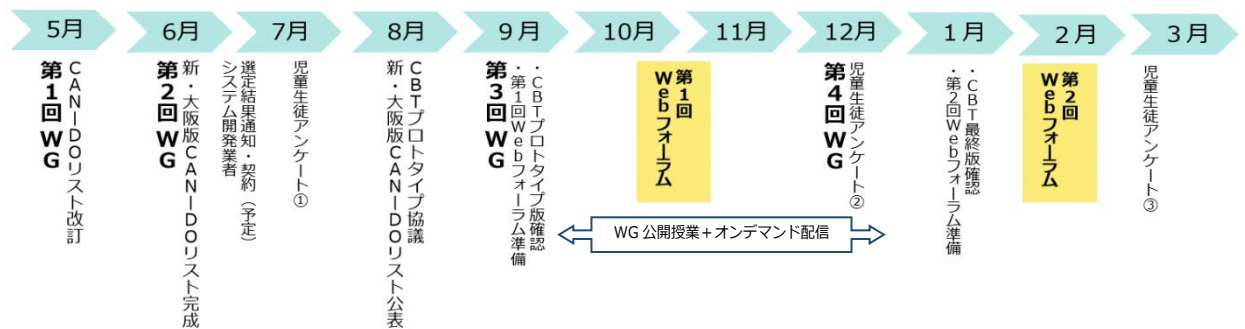 5月
6月
7月
8月
9月
10月
11月
12月
1月
2月
3月
第1回WG
CANーDOリスト改訂
第2回WG
新・大阪版CANーDOリスト完成
システム開発業者
選定結果通知・契約（予定）
児童生徒アンケート①
新・大阪版CANーDOリスト公表
CBTプロトタイプ協議
第3回WG
・CBTプロトタイプ版確認
・第1回Webフォーラム準備
第1回
Webフォーラム
WG公開授業＋オンデマンド配信
第4回WG
児童生徒アンケート②
・CBT最終版確認
・第2回Webフォーラム準備
第2回
Webフォーラム
児童生徒アンケート③